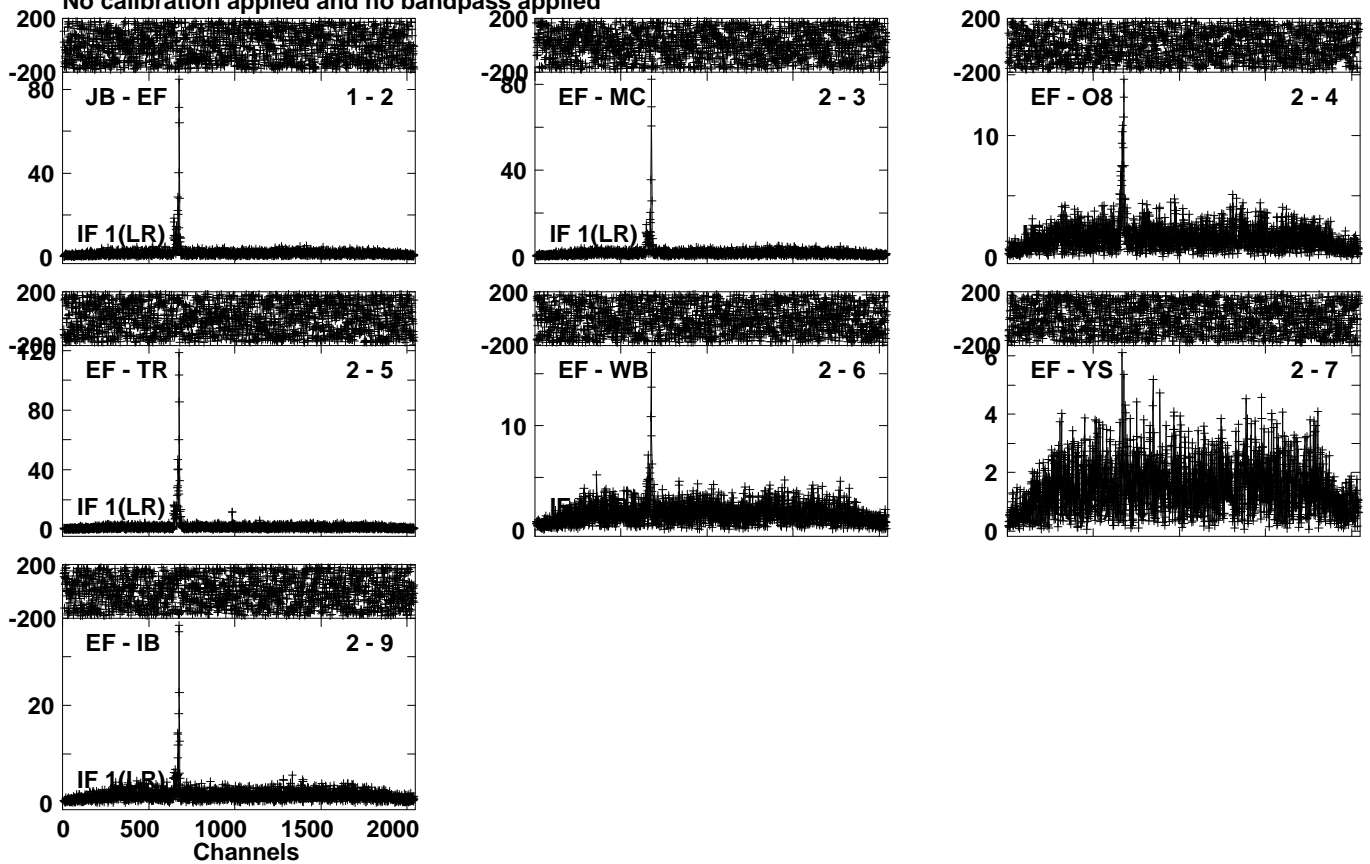 No calibration applied and no bandpass applied
200
-200
80
40
0
JB - EF
1 - 2
IF 1(LR)
200
-200
80
40
0
EF - MC
2 - 3
IF 1(LR)
200
-200
10
0
EF - O8
2 - 4
200
-200
120
80
40
0
EF - TR
2 - 5
IF 1(LR)
200
-200
10
0
EF - WB
2 - 6
200
-200
6
4
2
0
EF - YS
2 - 7
200
-200
20
0
EF - IB
2 - 9
IF 1(LR)
0 500 1000 1500 2000
Channels